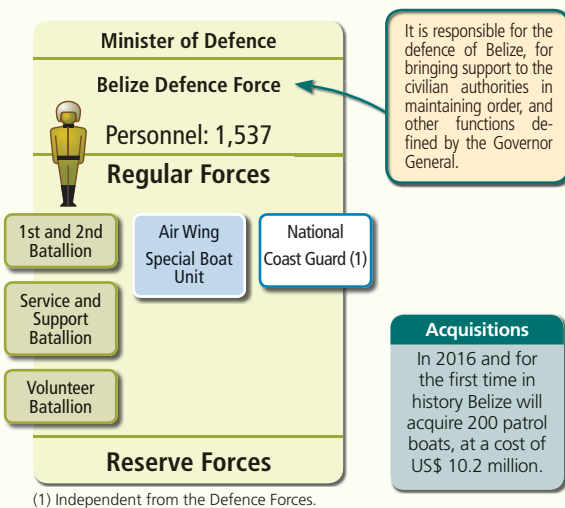 Minister of Defence
Belize Defence Force
Personnel: 1,537
Regular Forces
1st and 2nd
Batallion
Service and
Support
Batallion
Volunteer
Batallion
Air Wing
Special Boat
Unit
National
Coast Guard (1)
Reserve Forces
(1) Independent from the Defence Forces.
It is responsible for the
defence of Belize, for
bringing support to the
civilian authorities in
maintaining order, and
other functions de-
fined by the Governor
General.
Acquisitions
In 2016 and for
the first time in
history Belize will
acquire 200 patrol
boats, at a cost of
US$ 10.2 million.